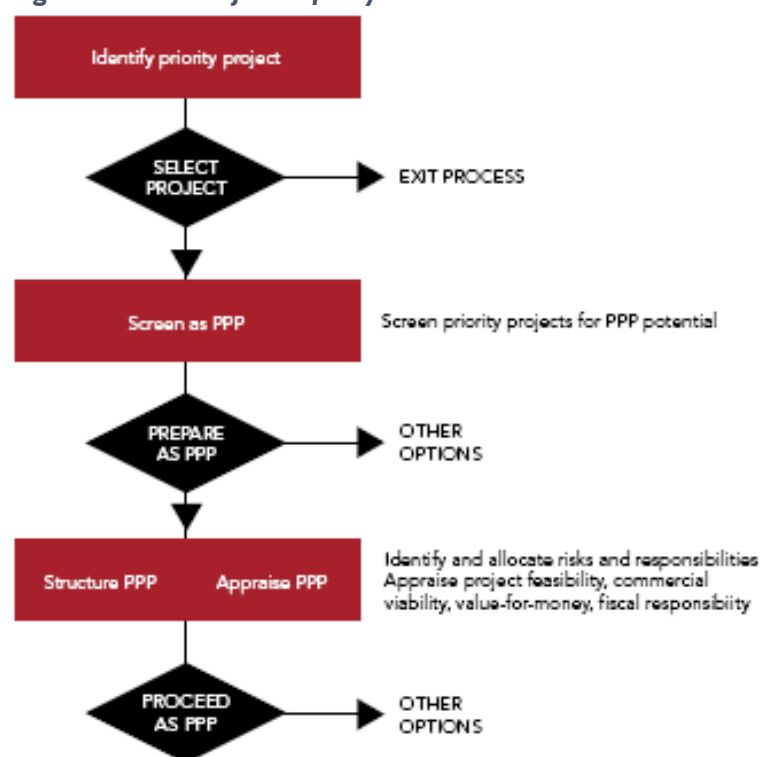 Identify priority project
SELECT
PROJECT
EXIT PROCESS
Screen as PPP
Screen priority projects for PPP potential
PREPARE
AS PPP
OTHER
OPTIONS
Structure PPP
Appraise PPP
Identify and allocate risks and responsibilities
Appraise project feasibility, commercial
viability, value-for-money, fiscal responsibiity
PROCEED
AS PPP
OTHER
OPTIONS